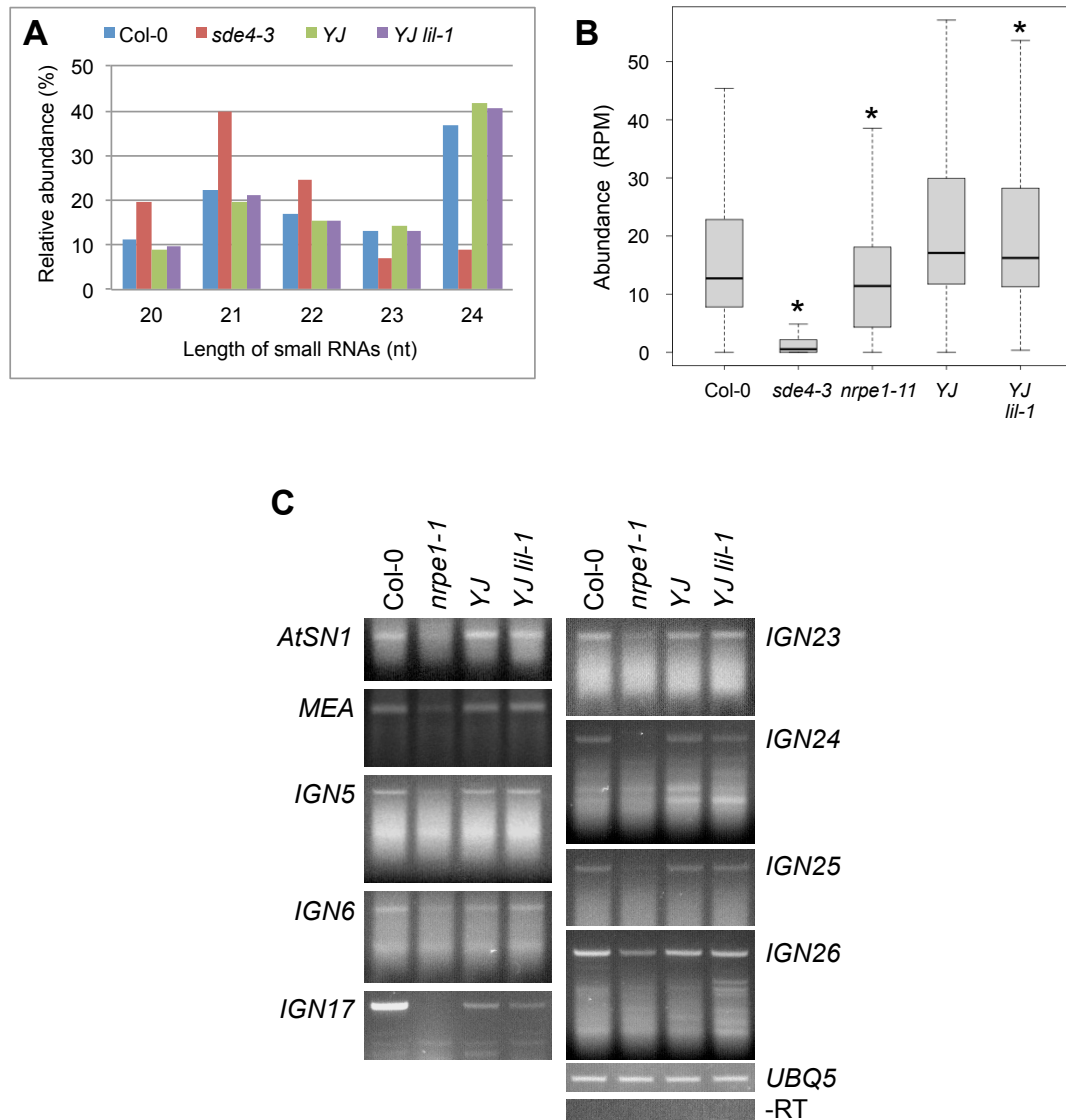 A
Col-0 sde4-3 YJ YJ lil-1
Relative abundance (%)
50
40
30
20
10
0
20 21 22 23 24
Length of small RNAs (nt)
B
Abundance (RPM)
50
40
30
20
10
0
* * *
Col-0 sde4-3 nrpe1-11 YJ YJ
lil-1
C
Col-0 nrpe1-1 YJ YJ lil-1
AtSN1
MEA
IGN5
IGN6
IGN17
Col-0 nrpe1-1 YJ YJ lil-1
IGN23
IGN24
IGN25
IGN26
UBQ5
-RT